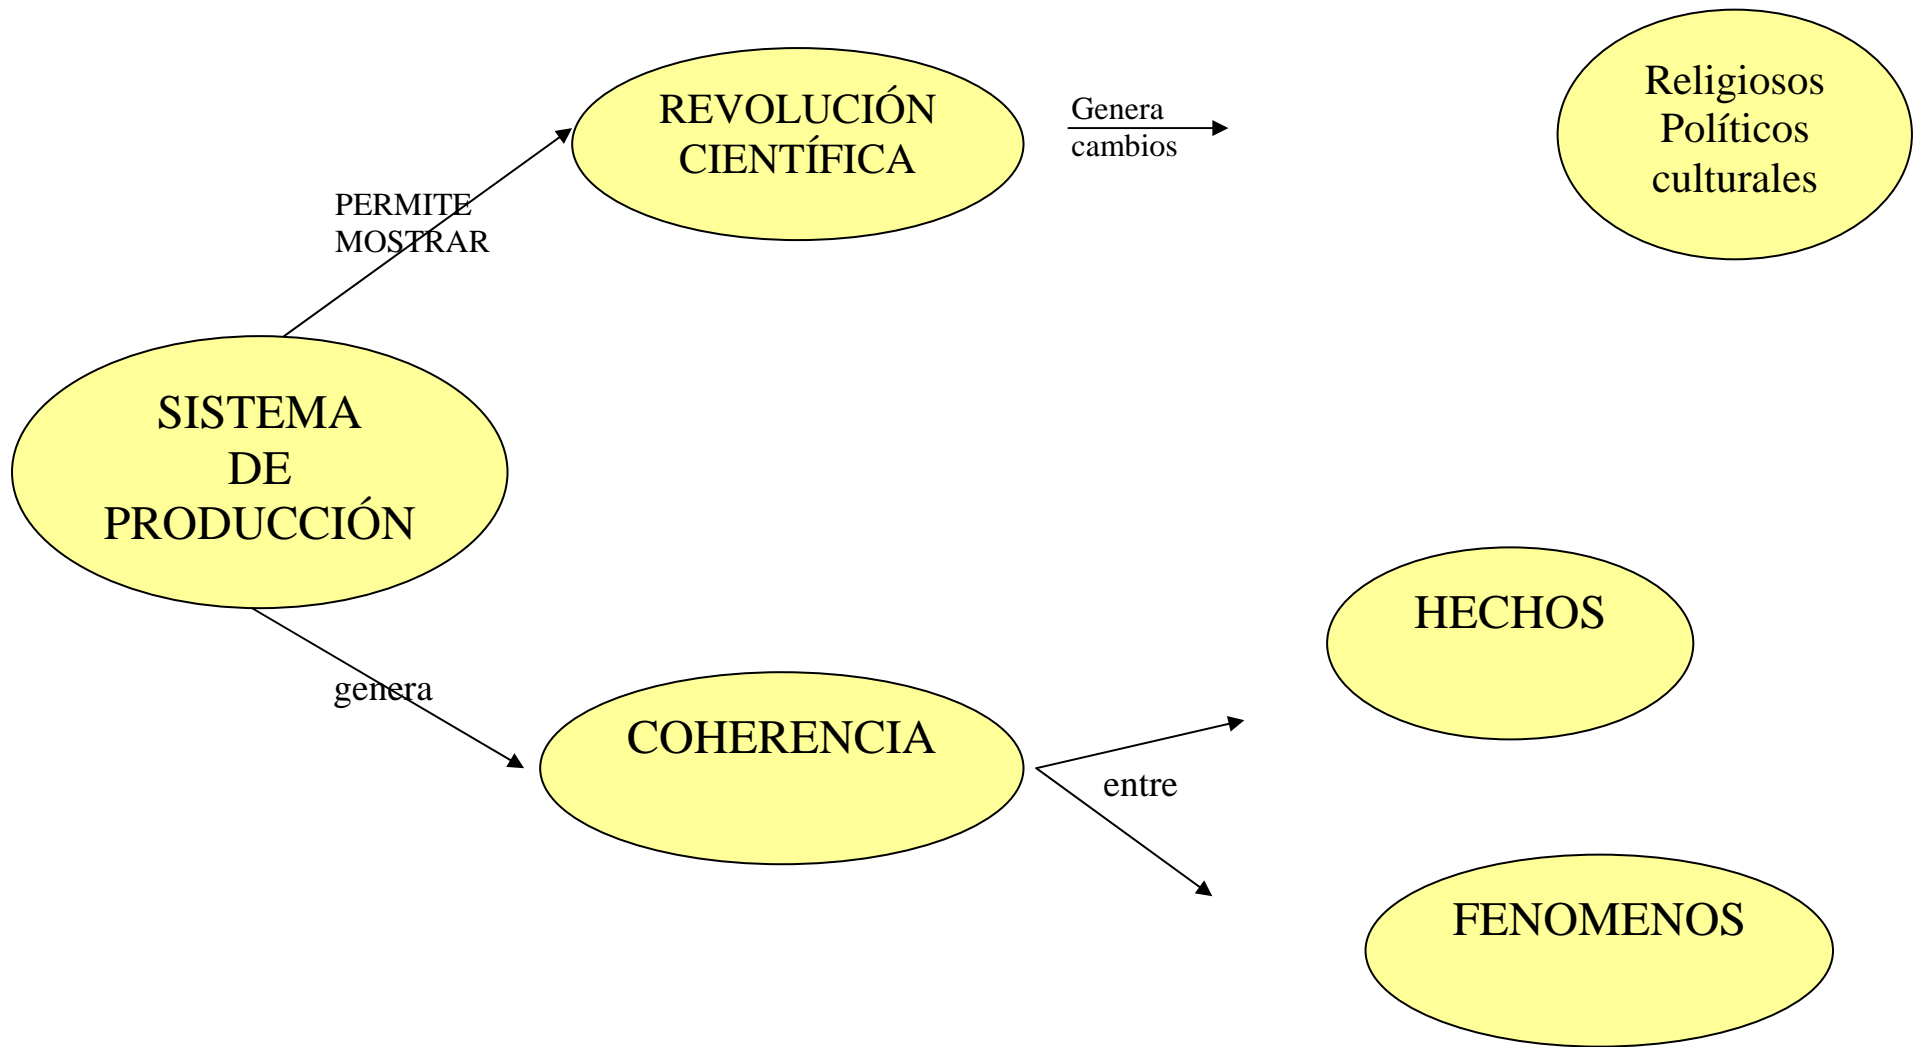 REVOLUCIÓN
CIENTÍFICA
Genera
cambios
Religiosos
Políticos
culturales
PERMITE
MOSTRAR
SISTEMA
DE
PRODUCCIÓN
genera
COHERENCIA
entre
HECHOS
FENOMENOS